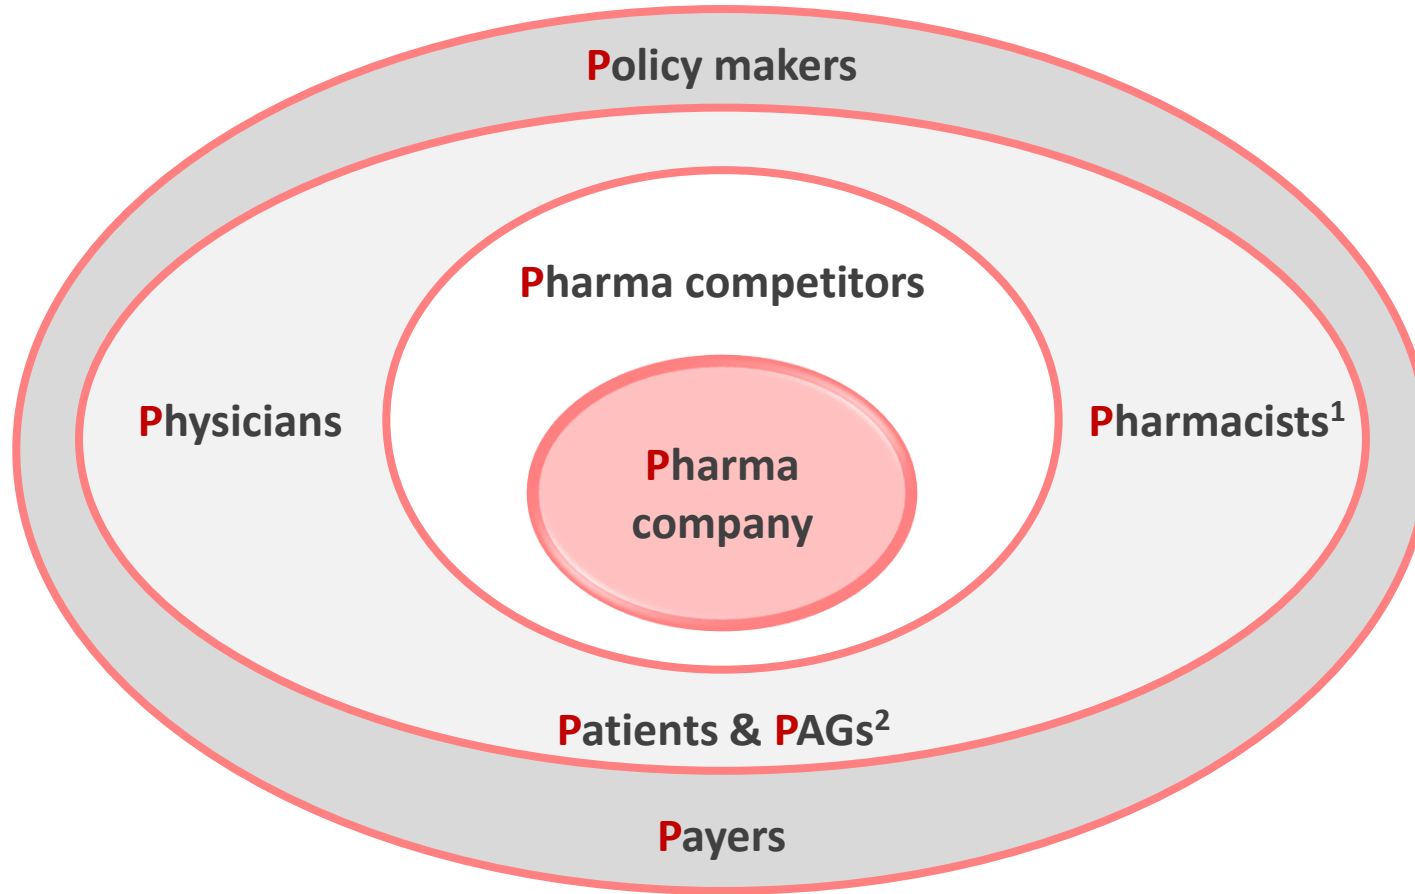 Policy makers
Pharma competitors
Physicians
Pharmacists¹
Pharma
company
Patients & PAGs²
Payers